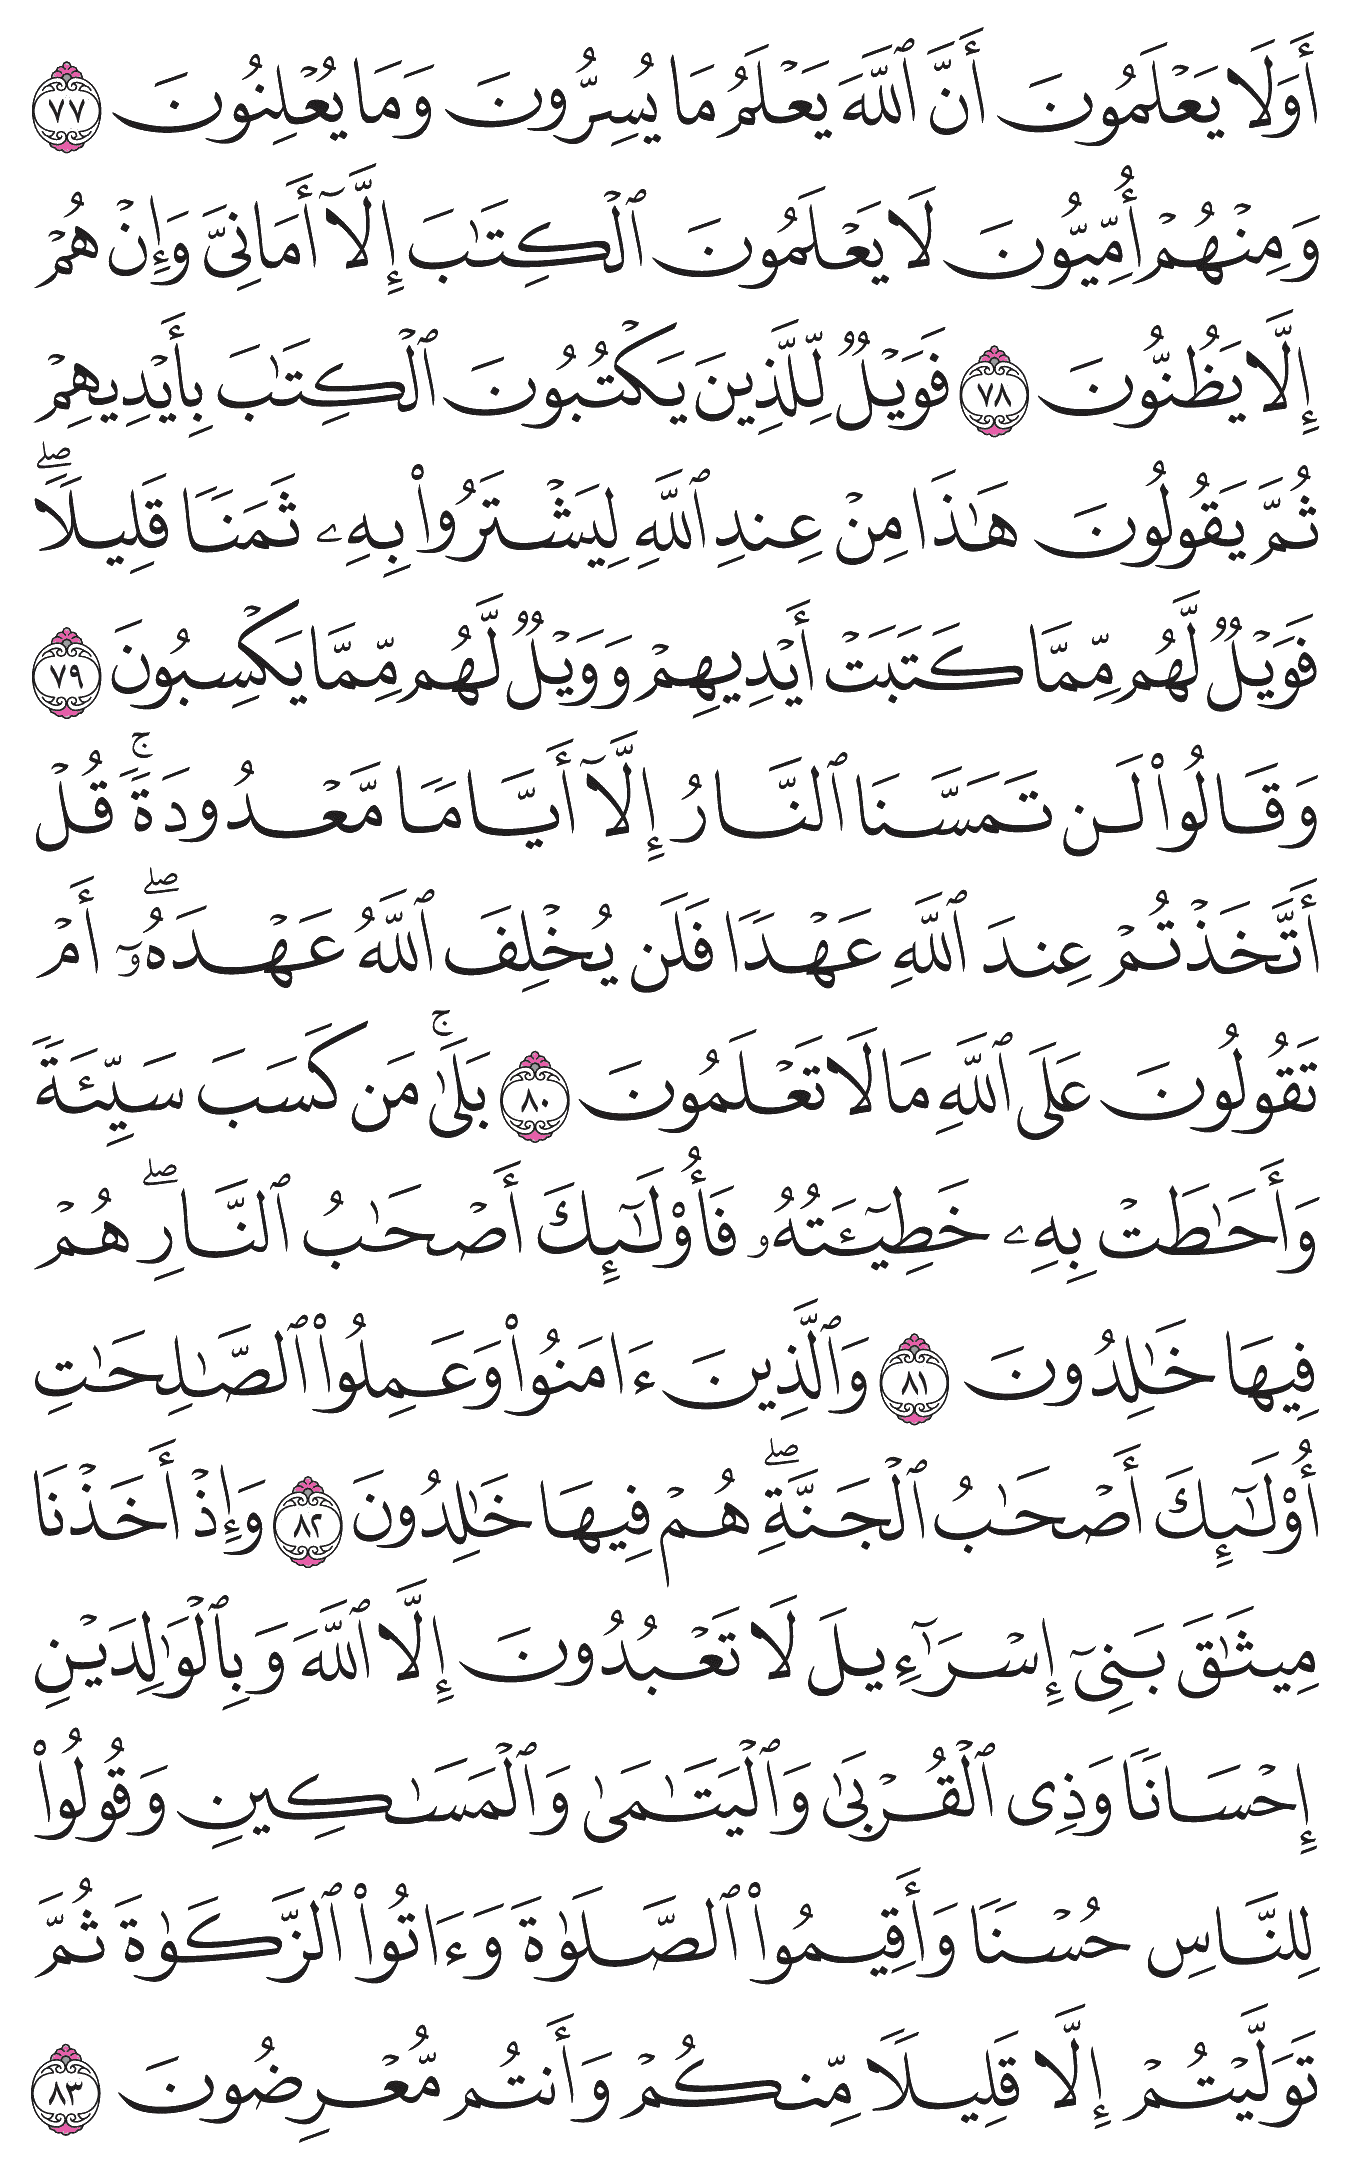 أَوَلَا يَعۡلَمُونَ أَنَّ ٱللَّهَ يَعۡلَمُ مَا يُسِرُّونَ وَمَا يُعۡلِنُونَ ٧٧
وَمِنۡهُمۡ أُمِّيُّونَ لَا يَعۡلَمُونَ ٱلۡكِتَٰبَ إِلَّآ أَمَانِيَّ وَإِنۡ هُمۡ
إِلَّا يَظُنُّونَ ٧٨ فَوَيۡلٞ لِّلَّذِينَ يَكۡتُبُونَ ٱلۡكِتَٰبَ بِأَيۡدِيهِمۡ
ثُمَّ يَقُولُونَ هَٰذَا مِنۡ عِندِ ٱللَّهِ لِيَشۡتَرُواْ بِهِۦ ثَمَنٗا قَلِيلٗاۖ
فَوَيۡلٞ لَّهُم مِّمَّا كَتَبَتۡ أَيۡدِيهِمۡ وَوَيۡلٞ لَّهُم مِّمَّا يَكۡسِبُونَ ٧٩
وَقَالُواْ لَن تَمَسَّنَا ٱلنَّارُ إِلَّآ أَيَّامٗا مَّعۡدُودَةٗۚ قُلۡ
أَتَّخَذۡتُمۡ عِندَ ٱللَّهِ عَهۡدٗا فَلَن يُخۡلِفَ ٱللَّهُ عَهۡدَهُۥٓۖ أَمۡ
تَقُولُونَ عَلَى ٱللَّهِ مَا لَا تَعۡلَمُونَ ٨٠ بَلَىٰۚ مَن كَسَبَ سَيِّئَةٗ
وَأَحَٰطَتۡ بِهِۦ خَطِيٓـَٔتُهُۥ فَأُوْلَٰٓئِكَ أَصۡحَٰبُ ٱلنَّارِۖ هُمۡ
فِيهَا خَٰلِدُونَ ٨١ وَٱلَّذِينَ ءَامَنُواْ وَعَمِلُواْ ٱلصَّٰلِحَٰتِ
أُوْلَٰٓئِكَ أَصۡحَٰبُ ٱلۡجَنَّةِۖ هُمۡ فِيهَا خَٰلِدُونَ ٨٢ وَإِذۡ أَخَذۡنَا
مِيثَٰقَ بَنِيٓ إِسۡرَٰٓءِيلَ لَا تَعۡبُدُونَ إِلَّا ٱللَّهَ وَبِٱلۡوَٰلِدَيۡنِ
إِحۡسَانٗا وَذِي ٱلۡقُرۡبَىٰ وَٱلۡيَتَٰمَىٰ وَٱلۡمَسَٰكِينِ وَقُولُواْ
لِلنَّاسِ حُسۡنٗا وَأَقِيمُواْ ٱلصَّلَوٰةَ وَءَاتُواْ ٱلزَّكَوٰةَ ثُمَّ
تَوَلَّيۡتُمۡ إِلَّا قَلِيلٗا مِّنكُمۡ وَأَنتُم مُّعۡرِضُونَ ٨٣